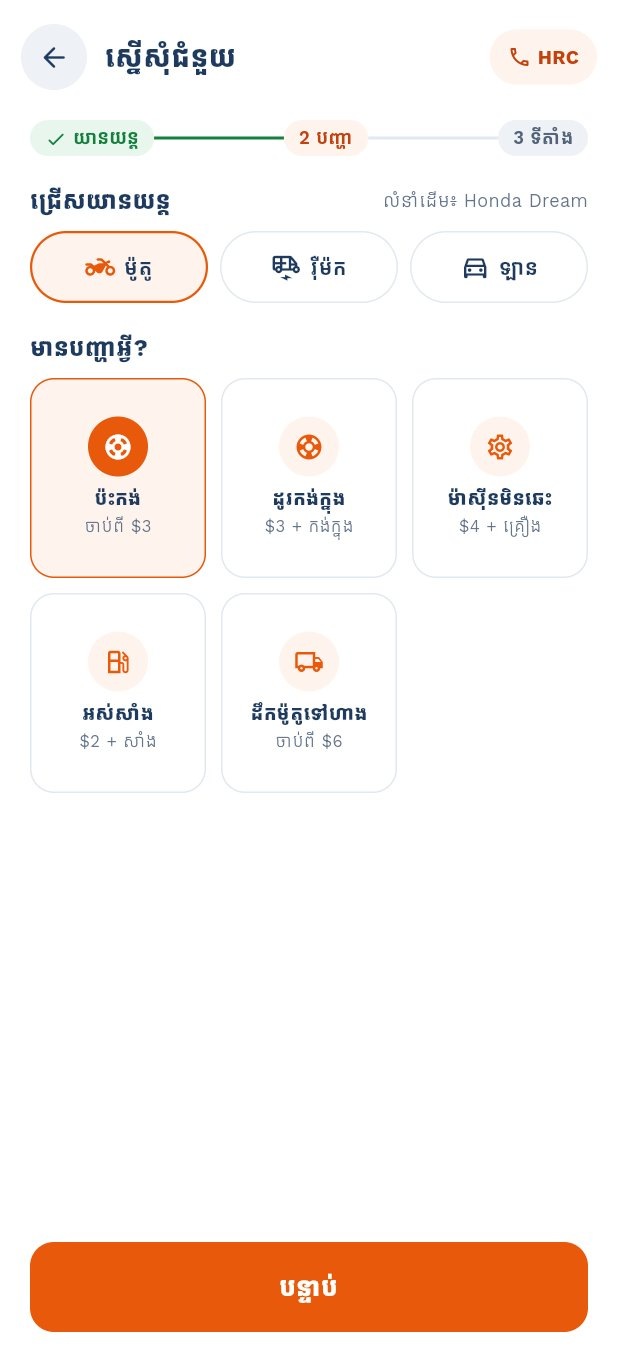 ស្នើសុំជំនួយ
HRC
យានយន្ត
2 បញ្ហា
3 ទីតាំង
ជ្រើសយានយន្ត
លំនាំដើម៖ Honda Dream
ម៉ូតូ
រ៉ឺម៉ក
ឡាន
មានបញ្ហាអ្វី?
ប៉ះកង់
ចាប់ពី $3
ដូរកង់ក្នុង
$3 + កង់ក្នុង
ម៉ាស៊ីនមិនឆេះ
$4 + គ្រឿង
អស់សាំង
$2 + សាំង
ដឹកម៉ូតូទៅហាង
ចាប់ពី $6
បន្ទាប់